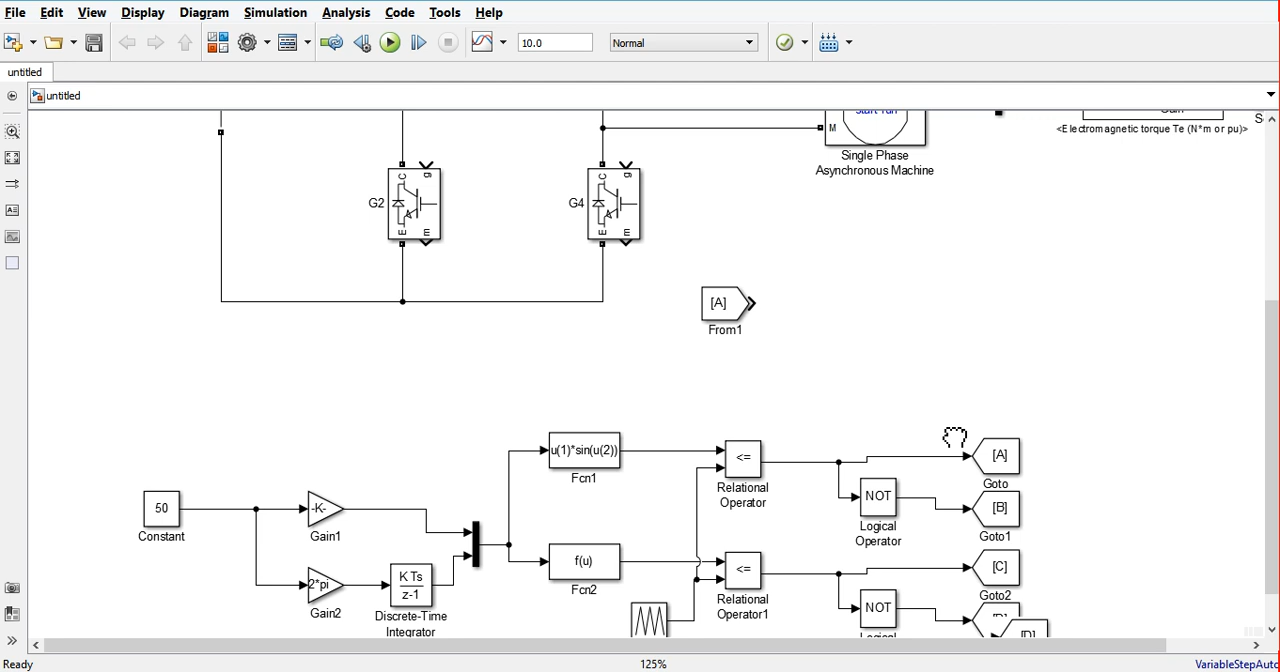 File Edit View Display Diagram Simulation Analysis Code Tools Help
10.0 Normal
untitled
untitled
M
Single Phase
Asynchronous Machine
<Electromagnetic torque Te (N*m or pu)>
S
C g
G2
E m
C g
G4
E m
[A]
From1
u(1)*sin(u(2))
Fcn1
<=
Relational
Operator
[A]
Goto
NOT
Logical
Operator
[B]
Goto1
50
Constant
-K-
Gain1
2*pi
Gain2
K Ts
z-1
Discrete-Time
Integrator
f(u)
Fcn2
<=
Relational
Operator1
[C]
Goto2
NOT
Logical
[D]
Ready 125% VariableStepAuto